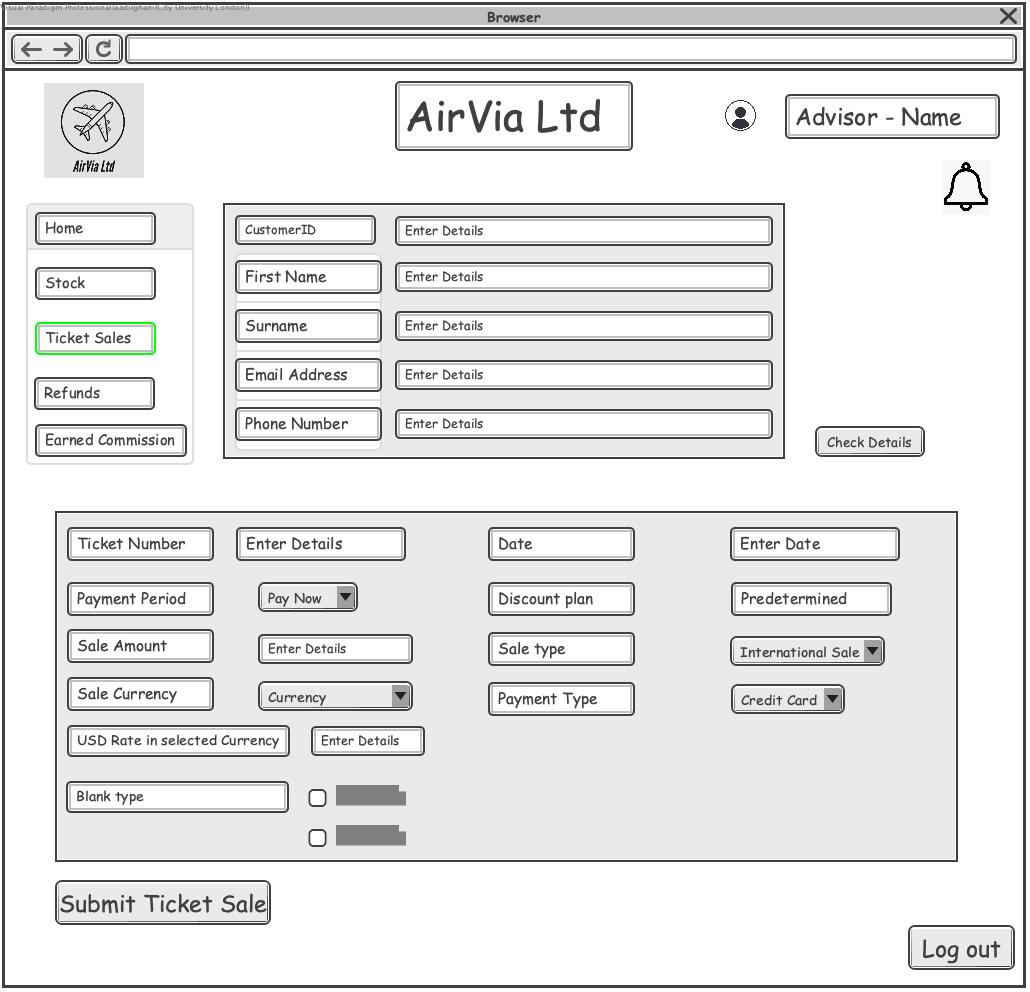 Visual Paradigm Professional(aadilghani(City University London))
Browser
AirVia Ltd
AirVia Ltd
Advisor - Name
Home
Stock
Ticket Sales
Refunds
Earned Commission
CustomerID Enter Details
First Name Enter Details
Surname Enter Details
Email Address Enter Details
Phone Number Enter Details
Check Details
Ticket Number Enter Details Date Enter Date
Payment Period Pay Now Discount plan Predetermined
Sale Amount Enter Details Sale type International Sale
Sale Currency Currency Payment Type Credit Card
USD Rate in selected Currency Enter Details
Blank type
Submit Ticket Sale
Log out